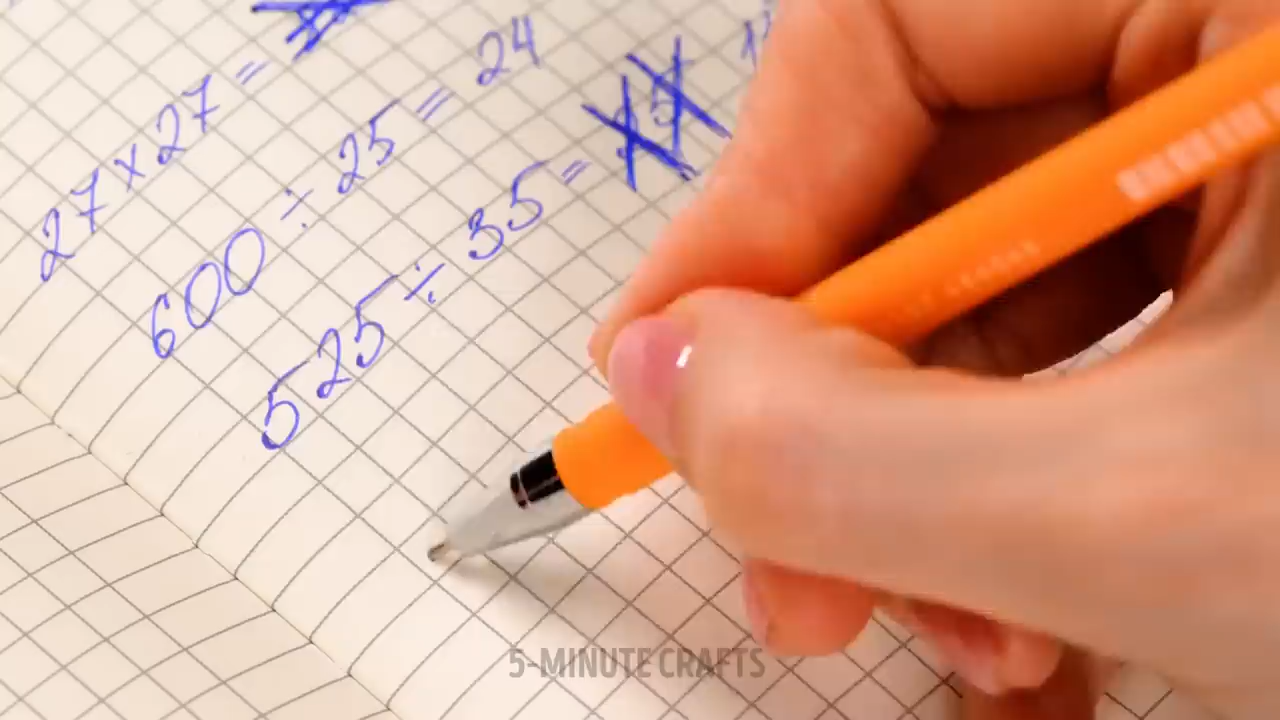 27 × 27 =
600 ÷ 25 = 24
525 ÷ 35 =
5-MINUTE CRAFTS